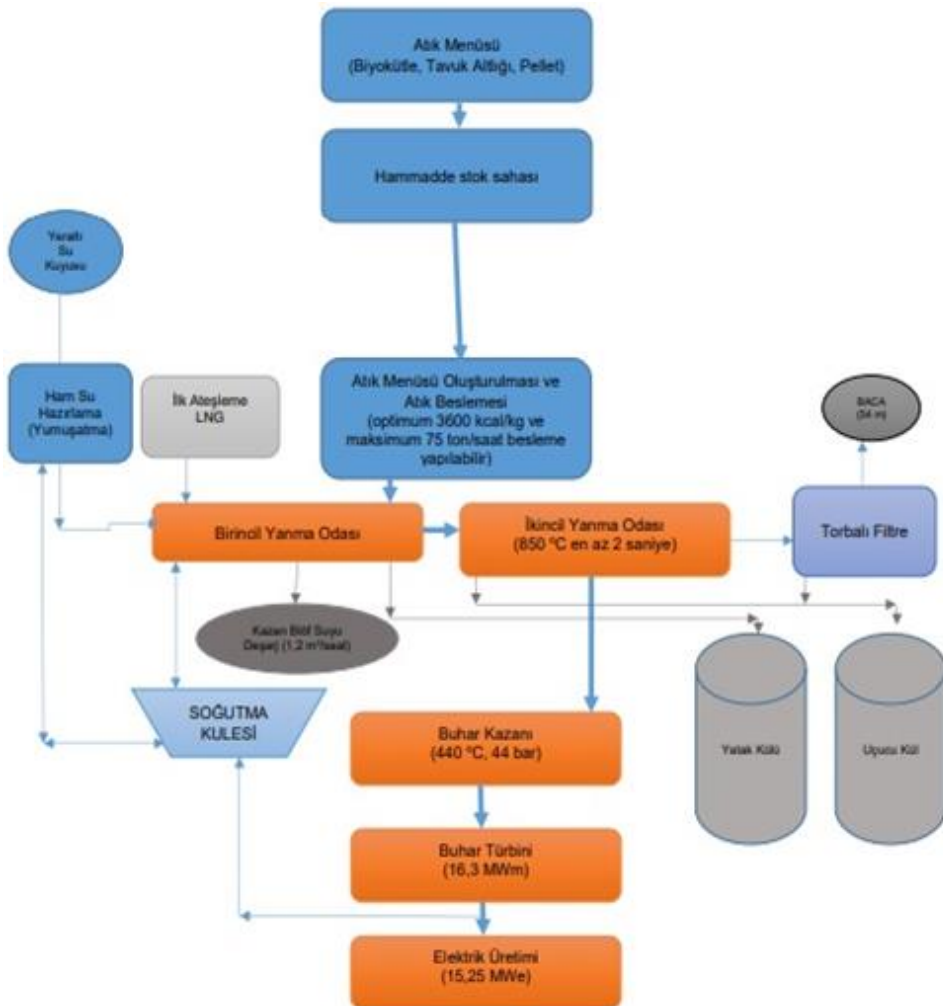 Atık Menüsü
(Biyokütle, Tavuk Altlığı, Pellet)
Hammadde stok sahası
Yeraltı
Su
Kuyusu
Ham Su
Hazırlama
(Yumuşatma)
İlk Ateşleme
LNG
Atık Menüsü Oluşturulması ve
Atık Beslemesi
(optimum 3600 kcal/kg ve
maksimum 75 ton/saat besleme
yapılabilir)
BACA
(54 m)
Birincil Yanma Odası
İkincil Yanma Odası
(850 ºC en az 2 saniye)
Torbalı Filtre
Kazan Blöf Suyu
Deşarj (1,2 m³/saat)
SOĞUTMA
KULESİ
Buhar Kazanı
(440 ºC, 44 bar)
Yatak Külü
Uçucu Kül
Buhar Türbini
(16,3 MWm)
Elektrik Üretimi
(15,25 MWe)